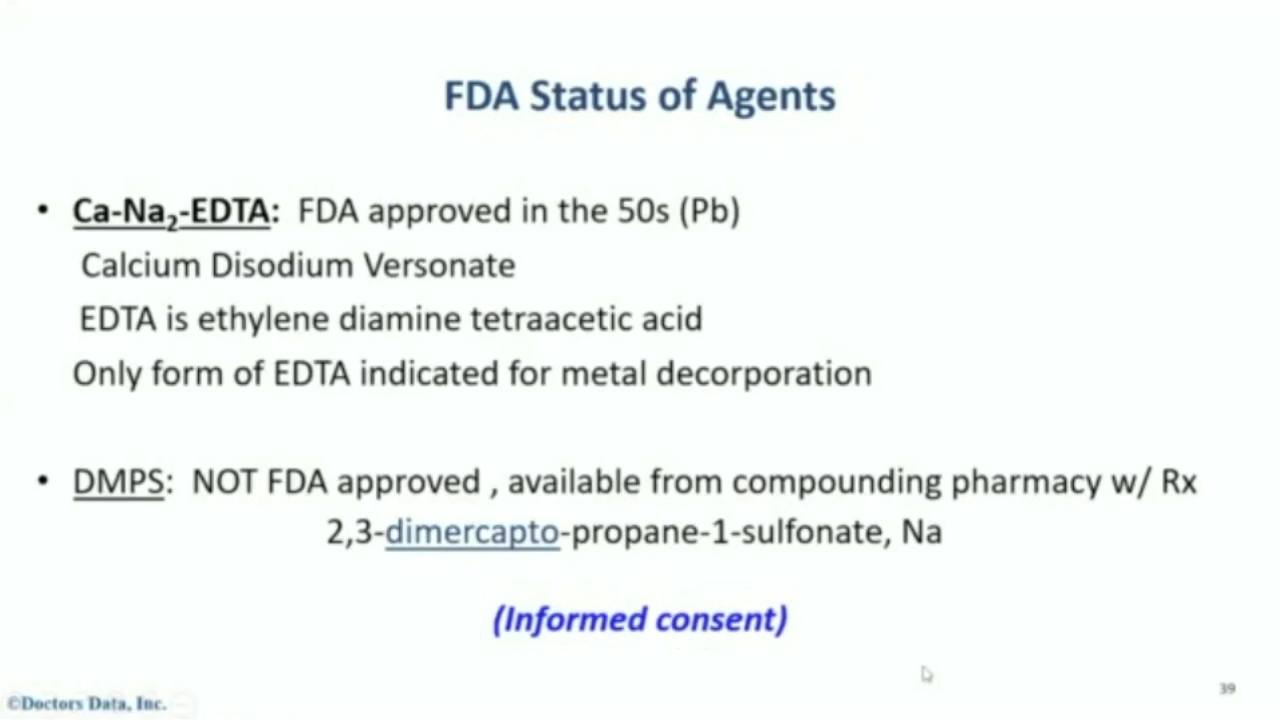 FDA Status of Agents
• Ca-Na₂-EDTA: FDA approved in the 50s (Pb)
Calcium Disodium Versonate
EDTA is ethylene diamine tetraacetic acid
Only form of EDTA indicated for metal decorporation
• DMPS: NOT FDA approved , available from compounding pharmacy w/ Rx
2,3-dimercapto-propane-1-sulfonate, Na
(Informed consent)
©Doctors Data, Inc.
39